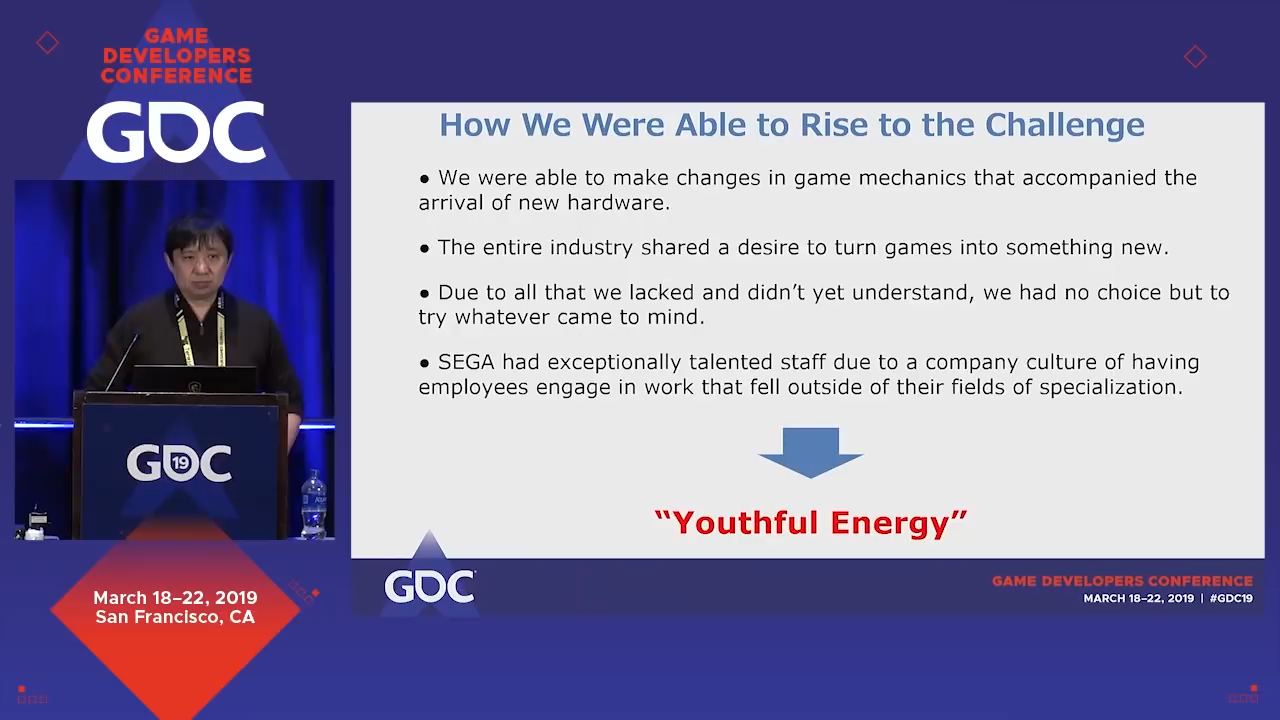 GAME
DEVELOPERS
CONFERENCE
GDC
How We Were Able to Rise to the Challenge
● We were able to make changes in game mechanics that accompanied the
arrival of new hardware.
● The entire industry shared a desire to turn games into something new.
● Due to all that we lacked and didn’t yet understand, we had no choice but to
try whatever came to mind.
● SEGA had exceptionally talented staff due to a company culture of having
employees engage in work that fell outside of their fields of specialization.
“Youthful Energy”
GDC 19
GDC
GAME DEVELOPERS CONFERENCE
MARCH 18–22, 2019 | #GDC19
March 18–22, 2019
San Francisco, CA